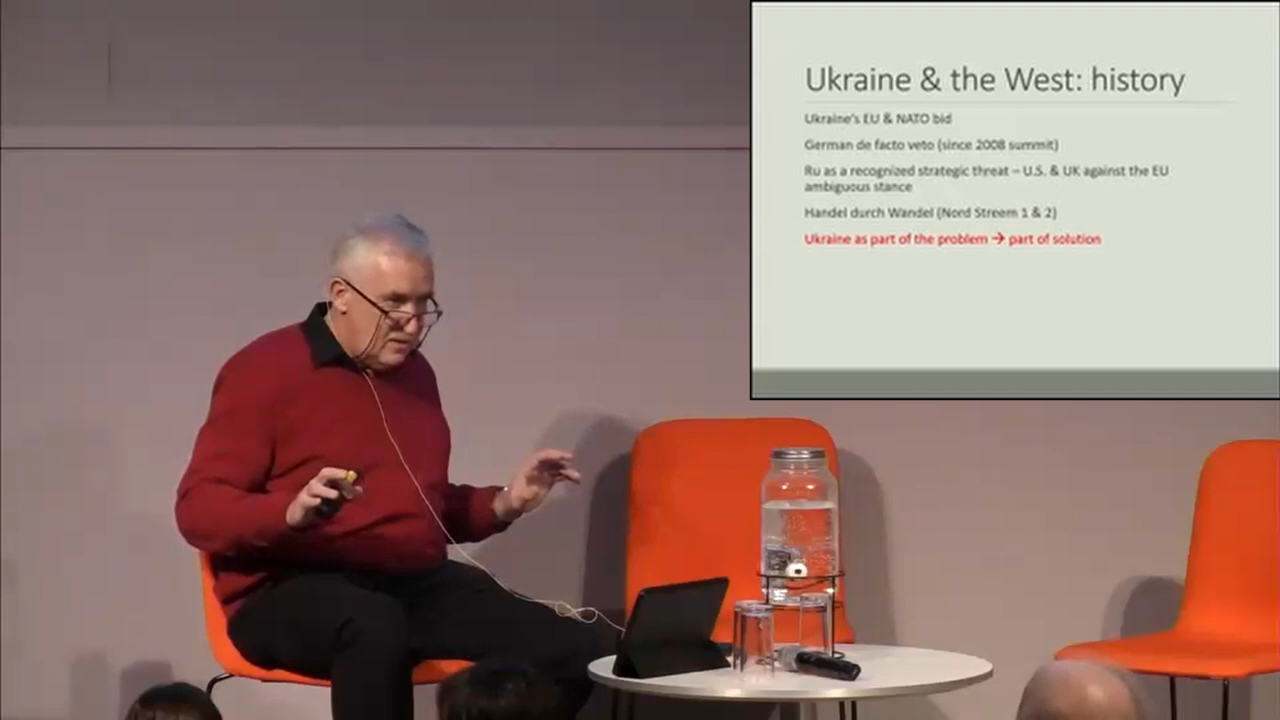 Ukraine & the West: history
Ukraine's EU & NATO bid
German de facto veto (since 2008 summit)
Ru as a recognized strategic threat – U.S. & UK against the EU
ambiguous stance
Handel durch Wandel (Nord Streem 1 & 2)
Ukraine as part of the problem → part of solution